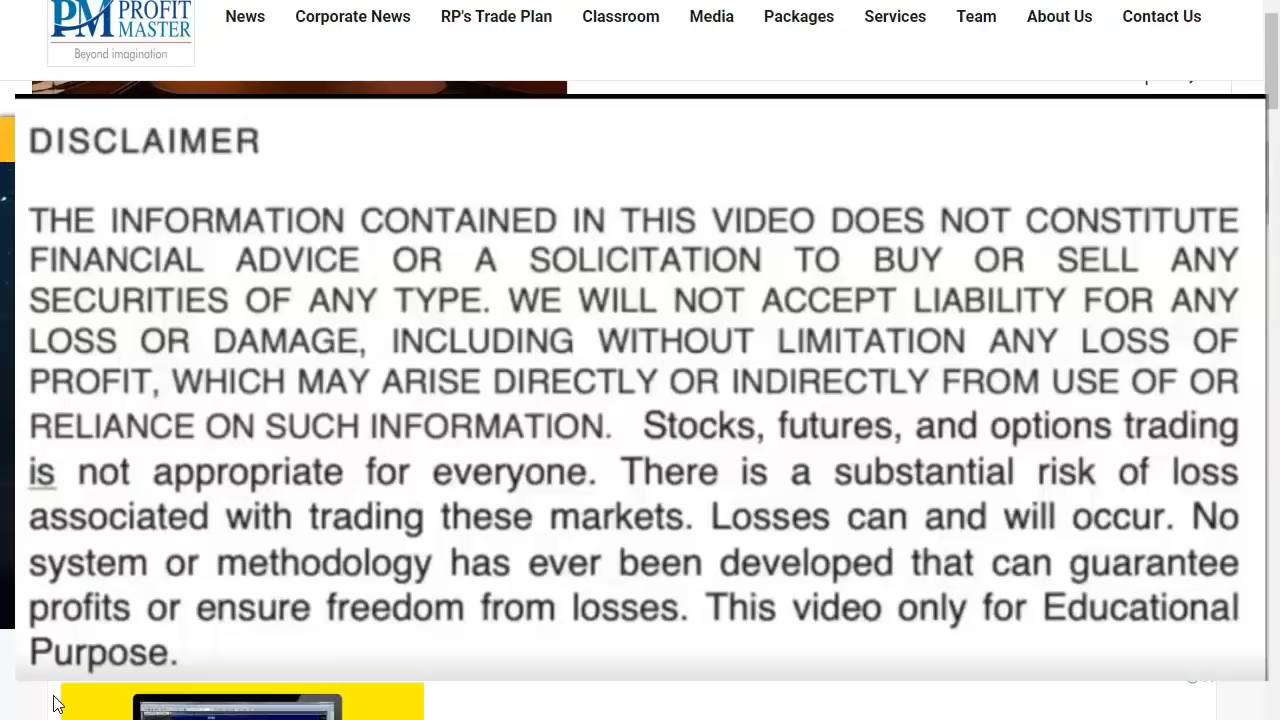 PM PROFIT
MASTER
Beyond imagination
News Corporate News RP's Trade Plan Classroom Media Packages Services Team About Us Contact Us
DISCLAIMER
THE INFORMATION CONTAINED IN THIS VIDEO DOES NOT CONSTITUTE
FINANCIAL ADVICE OR A SOLICITATION TO BUY OR SELL ANY
SECURITIES OF ANY TYPE. WE WILL NOT ACCEPT LIABILITY FOR ANY
LOSS OR DAMAGE, INCLUDING WITHOUT LIMITATION ANY LOSS OF
PROFIT, WHICH MAY ARISE DIRECTLY OR INDIRECTLY FROM USE OF OR
RELIANCE ON SUCH INFORMATION. Stocks, futures, and options trading
is not appropriate for everyone. There is a substantial risk of loss
associated with trading these markets. Losses can and will occur. No
system or methodology has ever been developed that can guarantee
profits or ensure freedom from losses. This video only for Educational
Purpose.